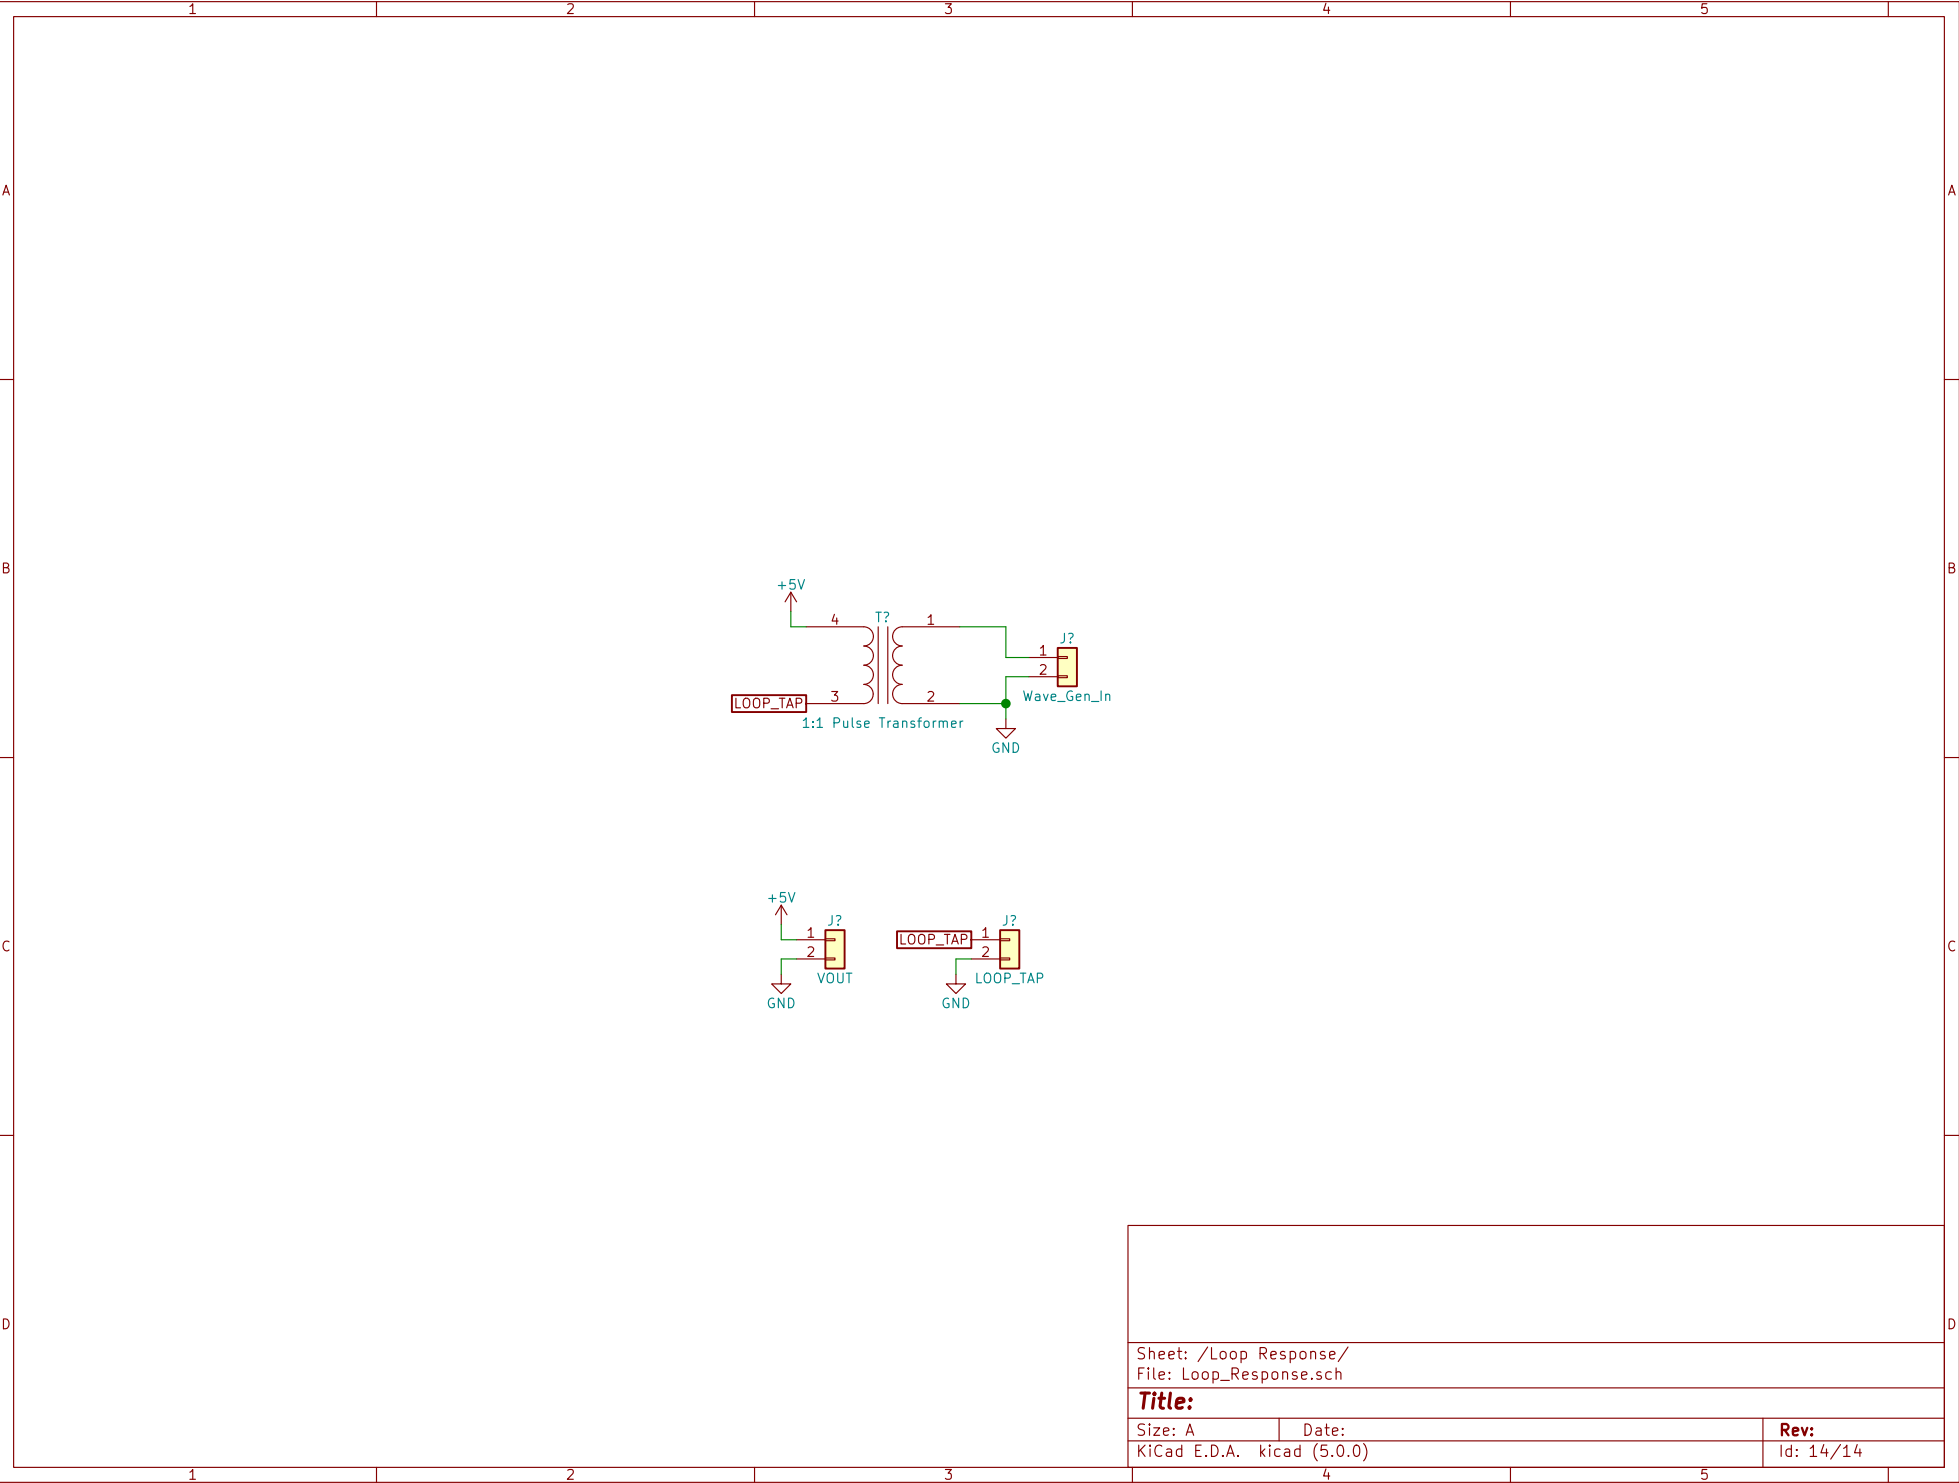 1 2 3 4 5
A A
B B
+5V
4 T? 1
J?
1
2
LOOP_TAP 3 2 Wave_Gen_In
1:1 Pulse Transformer
GND
C C
+5V
J? J?
1 LOOP_TAP 1
2 2
VOUT LOOP_TAP
GND GND
D D
Sheet: /Loop Response/
File: Loop_Response.sch
Title:
Size: A Date: Rev:
KiCad E.D.A. kicad (5.0.0) Id: 14/14
1 2 3 4 5